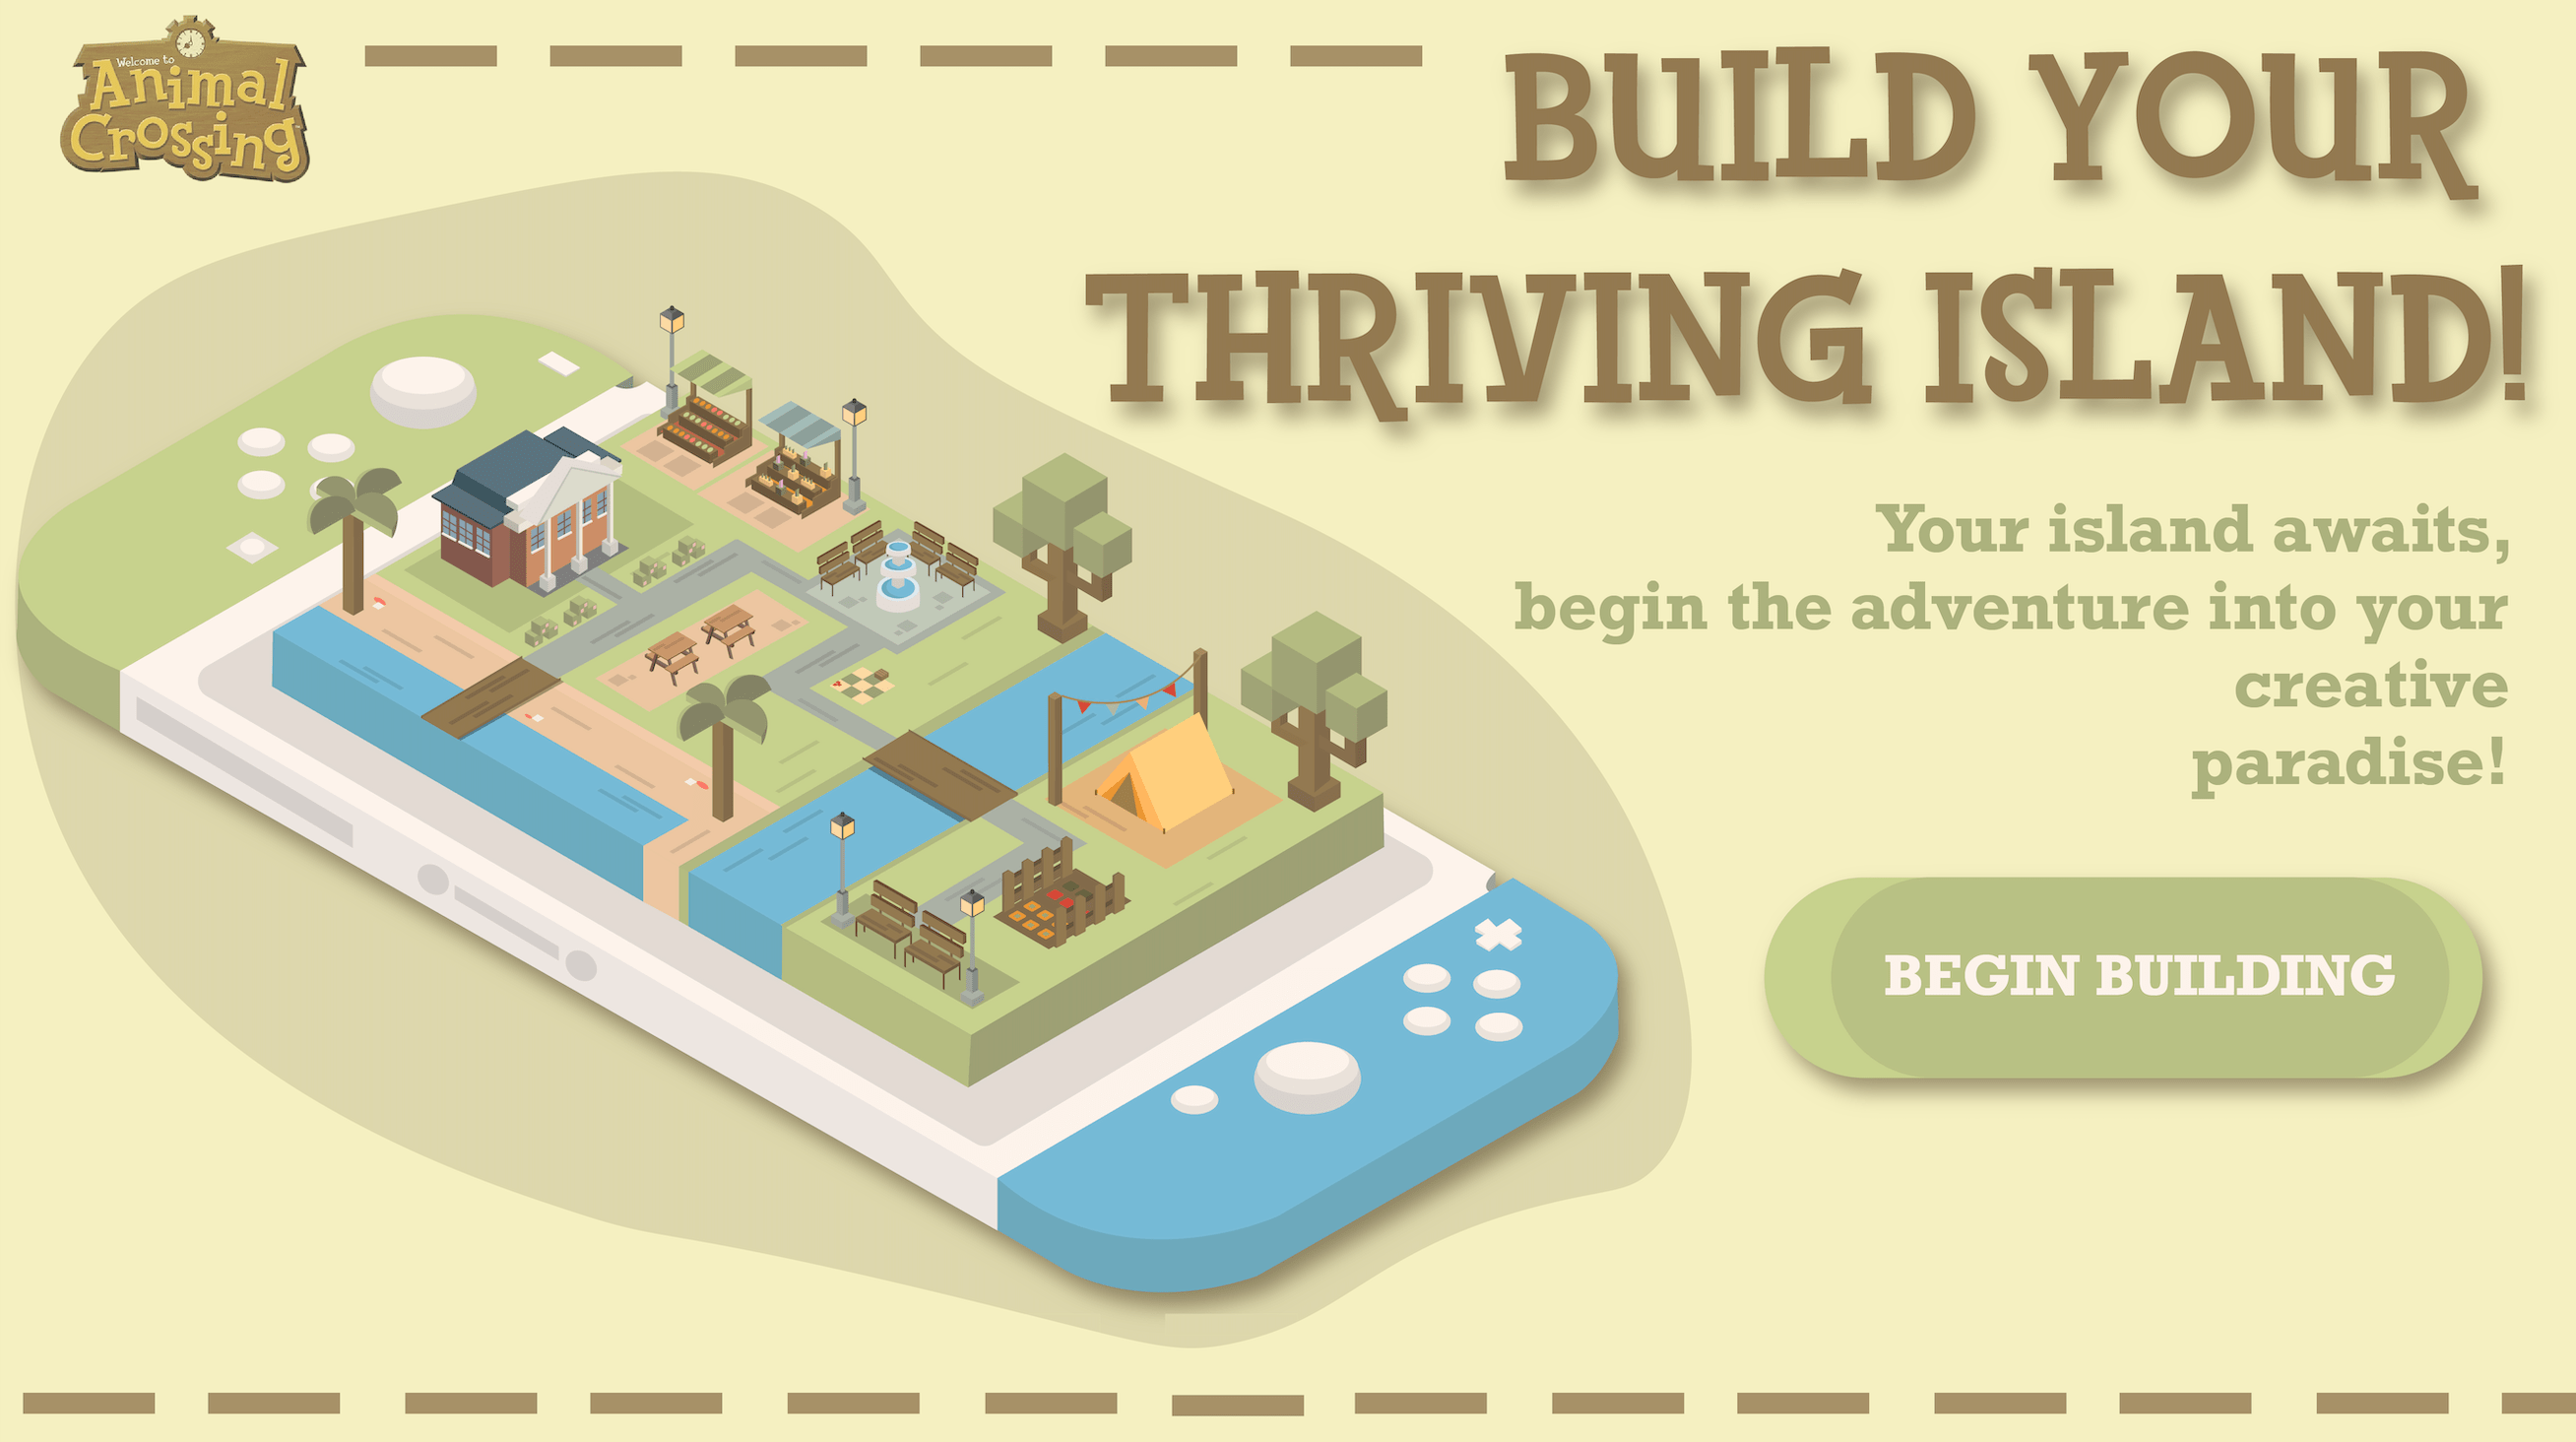 Welcome to
Animal
Crossing
BUILD YOUR
THRIVING ISLAND!
Your island awaits,
begin the adventure into your
creative
paradise!
BEGIN BUILDING